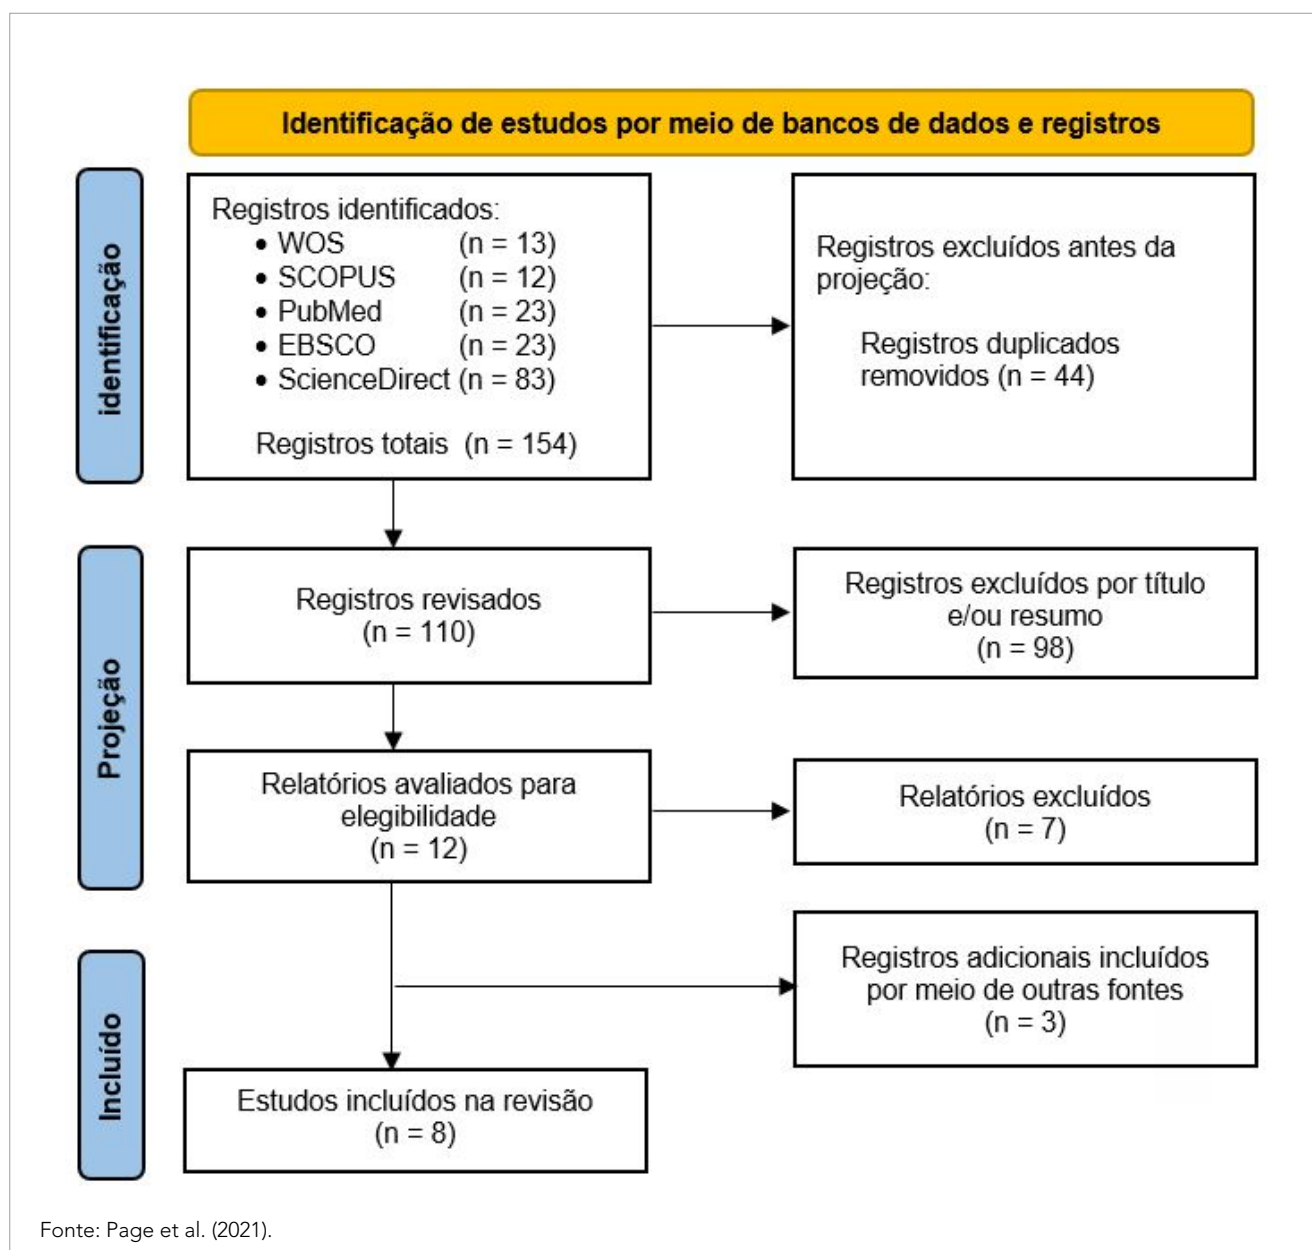 Identificação de estudos por meio de bancos de dados e registros
identificação
Registros identificados:
• WOS (n = 13)
• SCOPUS (n = 12)
• PubMed (n = 23)
• EBSCO (n = 23)
• ScienceDirect (n = 83)
Registros totais (n = 154)
Registros excluídos antes da
projeção:
Registros duplicados
removidos (n = 44)
Projeção
Registros revisados
(n = 110)
Registros excluídos por título
e/ou resumo
(n = 98)
Relatórios avaliados para
elegibilidade
(n = 12)
Relatórios excluídos
(n = 7)
Incluído
Registros adicionais incluídos
por meio de outras fontes
(n = 3)
Estudos incluídos na revisão
(n = 8)
Fonte: Page et al. (2021).